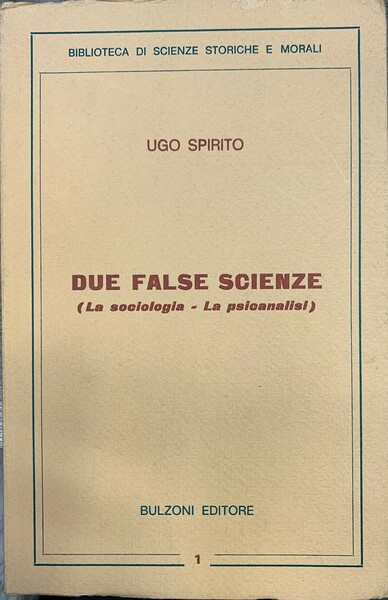 BIBLIOTECA DI SCIENZE STORICHE E MORALI
UGO SPIRITO
DUE FALSE SCIENZE
(La sociologia - La psicanalisi)
BULZONI EDITORE
1